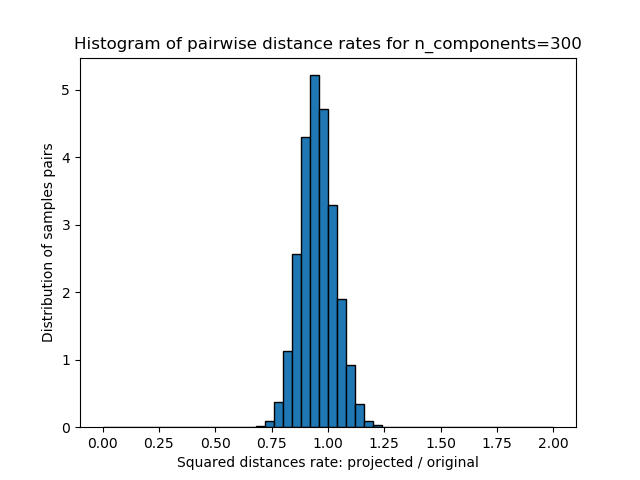 Histogram of pairwise distance rates for n_components=300
Distribution of samples pairs
5
4
3
2
1
0
0.00 0.25 0.50 0.75 1.00 1.25 1.50 1.75 2.00
Squared distances rate: projected / original